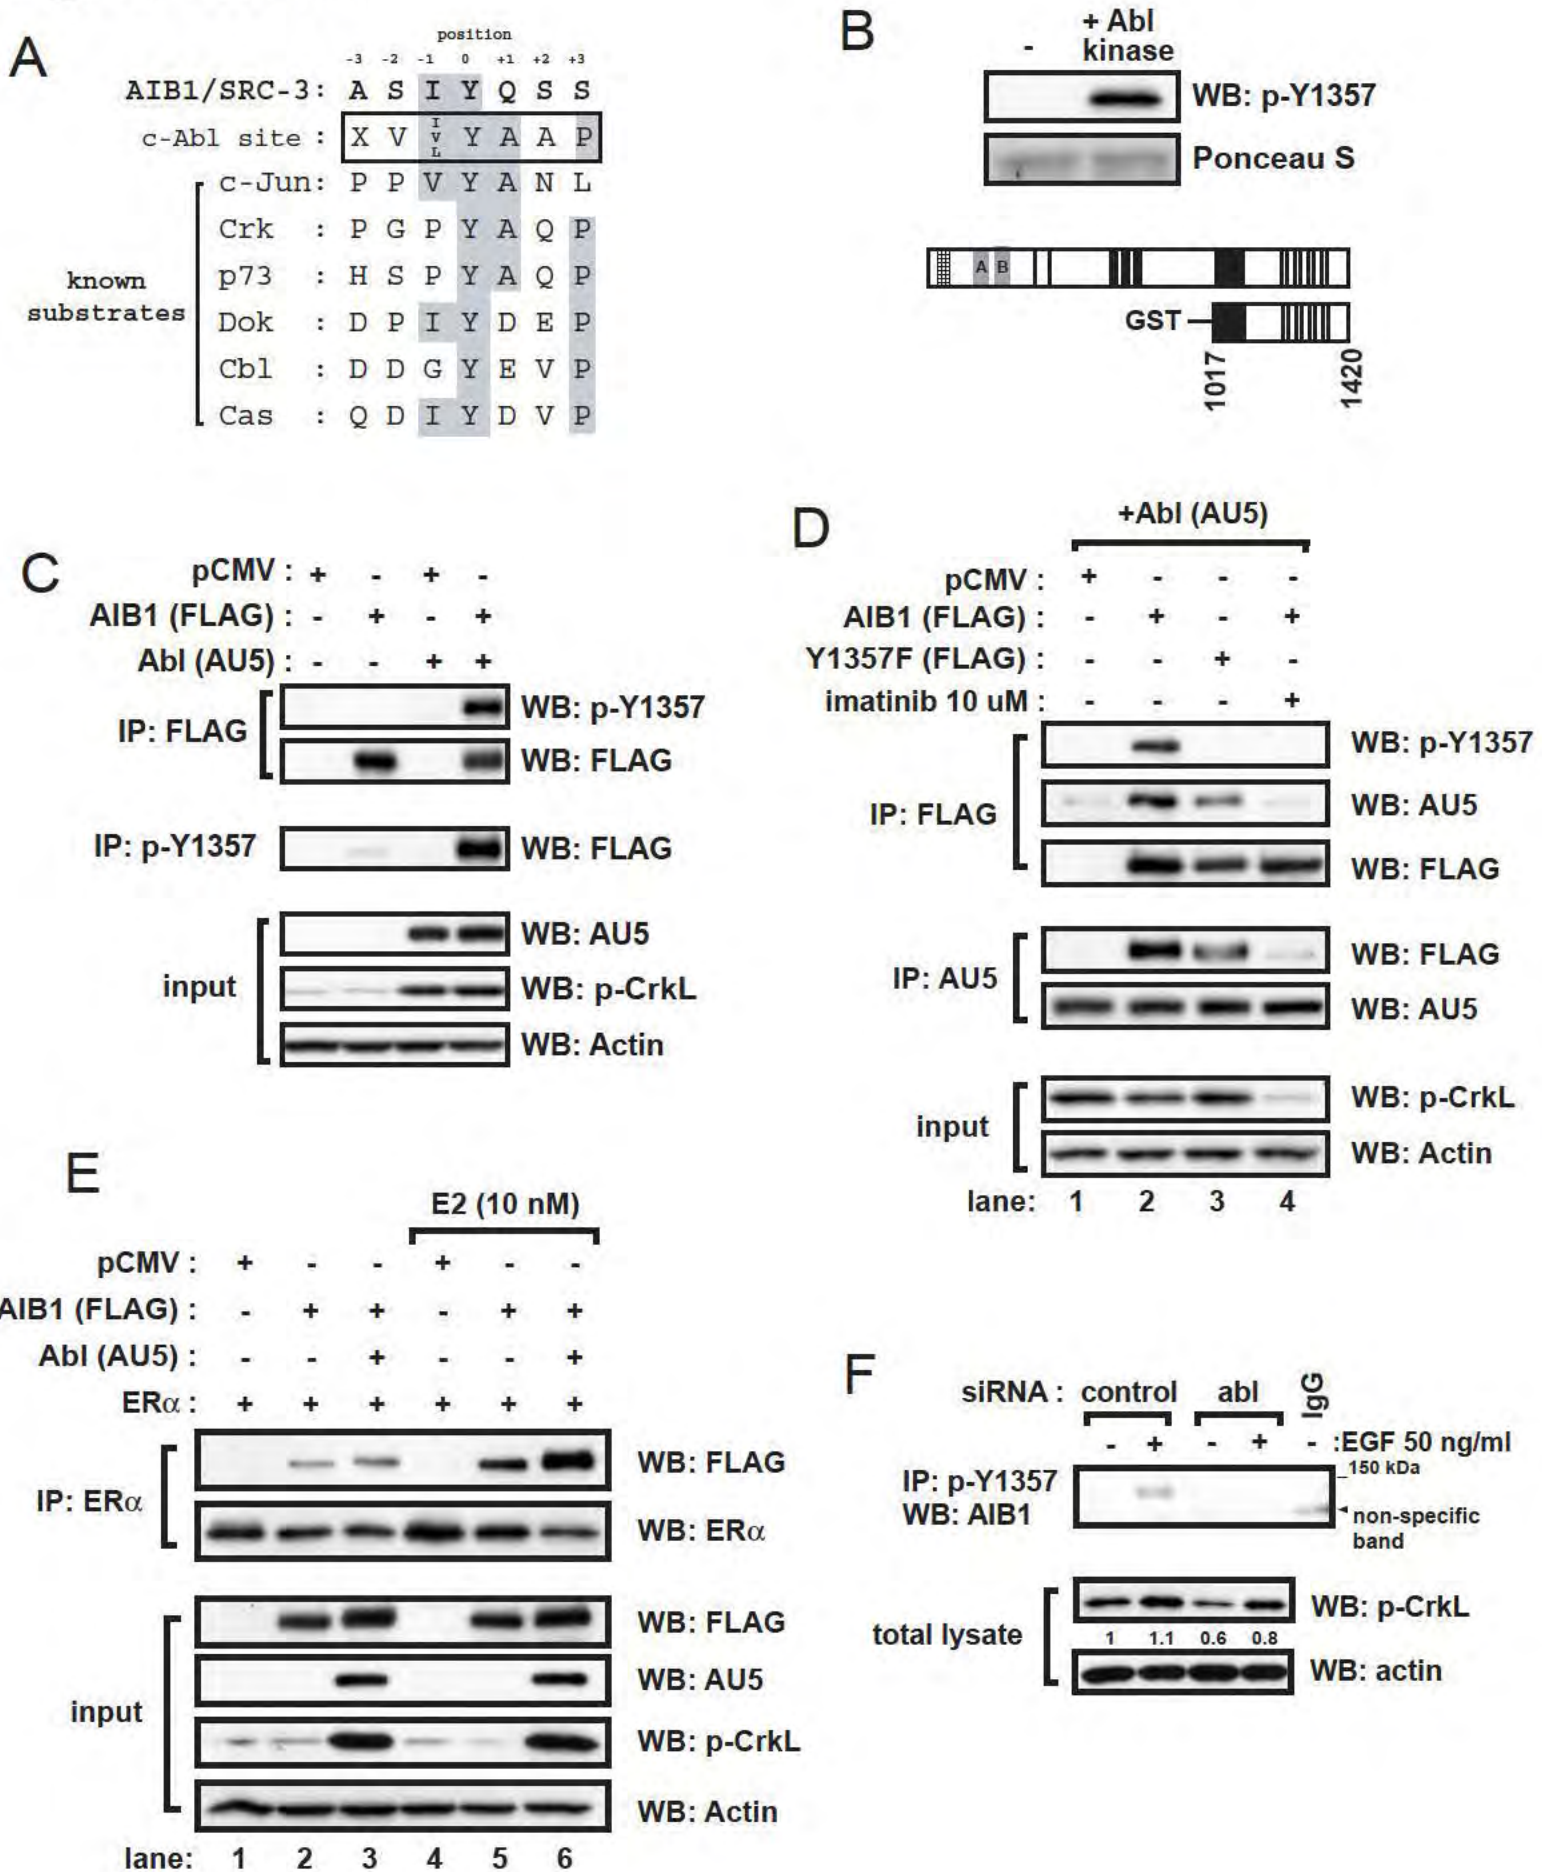 A
position
-3 -2 -1 0 +1 +2 +3
AIB1/SRC-3: A S I Y Q S S
c-Abl site : X V I V L Y A A P
known substrates
c-Jun: P P V Y A N L
Crk : P G P Y A Q P
p73 : H S P Y A Q P
Dok : D P I Y D E P
Cbl : D D G Y E V P
Cas : Q D I Y D V P
B
- + Abl
kinase
WB: p-Y1357
Ponceau S
A B
GST
1017 1420
C
pCMV : + - + -
AIB1 (FLAG) : - + - +
Abl (AU5) : - - + +
IP: FLAG
WB: p-Y1357
WB: FLAG
IP: p-Y1357 WB: FLAG
input
WB: AU5
WB: p-CrkL
WB: Actin
D
+Abl (AU5)
pCMV : + - - -
AIB1 (FLAG) : - + - +
Y1357F (FLAG) : - - + -
imatinib 10 uM : - - - +
IP: FLAG
WB: p-Y1357
WB: AU5
WB: FLAG
IP: AU5
WB: FLAG
WB: AU5
input
WB: p-CrkL
WB: Actin
lane: 1 2 3 4
E
E2 (10 nM)
pCMV : + - - + - -
AIB1 (FLAG) : - + + - + +
Abl (AU5) : - - + - - +
ERα : + + + + + +
IP: ERα
WB: FLAG
WB: ERα
input
WB: FLAG
WB: AU5
WB: p-CrkL
WB: Actin
lane: 1 2 3 4 5 6
F
siRNA : control abl IgG
- + - + - :EGF 50 ng/ml
IP: p-Y1357
WB: AIB1
_150 kDa
non-specific
band
total lysate
WB: p-CrkL
1 1.1 0.6 0.8
WB: actin